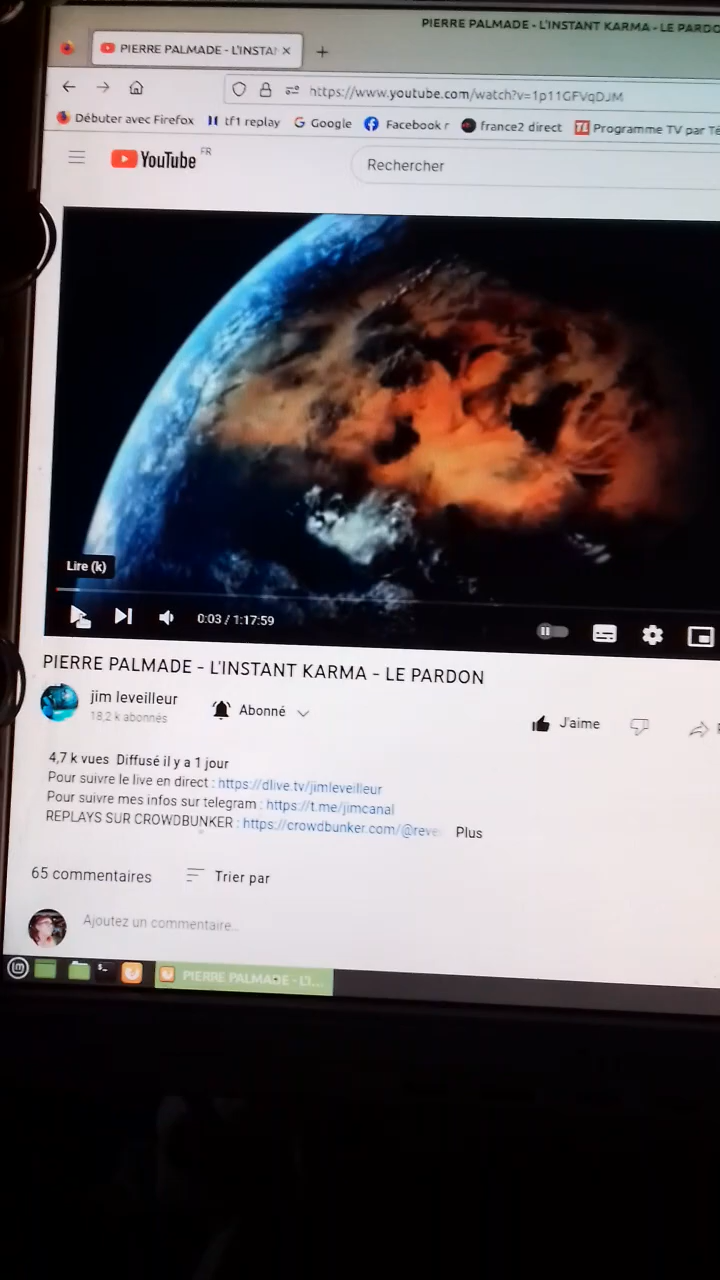 PIERRE PALMADE - L'INSTANT KARMA - LE PARDO
PIERRE PALMADE - L'INSTA
https://www.youtube.com/watch?v=1p11GFVqDJM
Débuter avec Firefox tf1 replay Google Facebook r france2 direct Programme TV par Té
YouTube FR
Rechercher
Lire (k)
0:03 / 1:17:59
PIERRE PALMADE - L'INSTANT KARMA - LE PARDON
jim leveilleur
18,2 k abonnés
Abonné
J'aime
4,7 k vues Diffusé il y a 1 jour
Pour suivre le live en direct : https://dlive.tv/jimleveilleur
Pour suivre mes infos sur telegram : https://t.me/jimcanal
REPLAYS SUR CROWDBUNKER : https://crowdbunker.com/@reve Plus
65 commentaires Trier par
Ajoutez un commentaire...
PIERRE PALMADE - L'I...